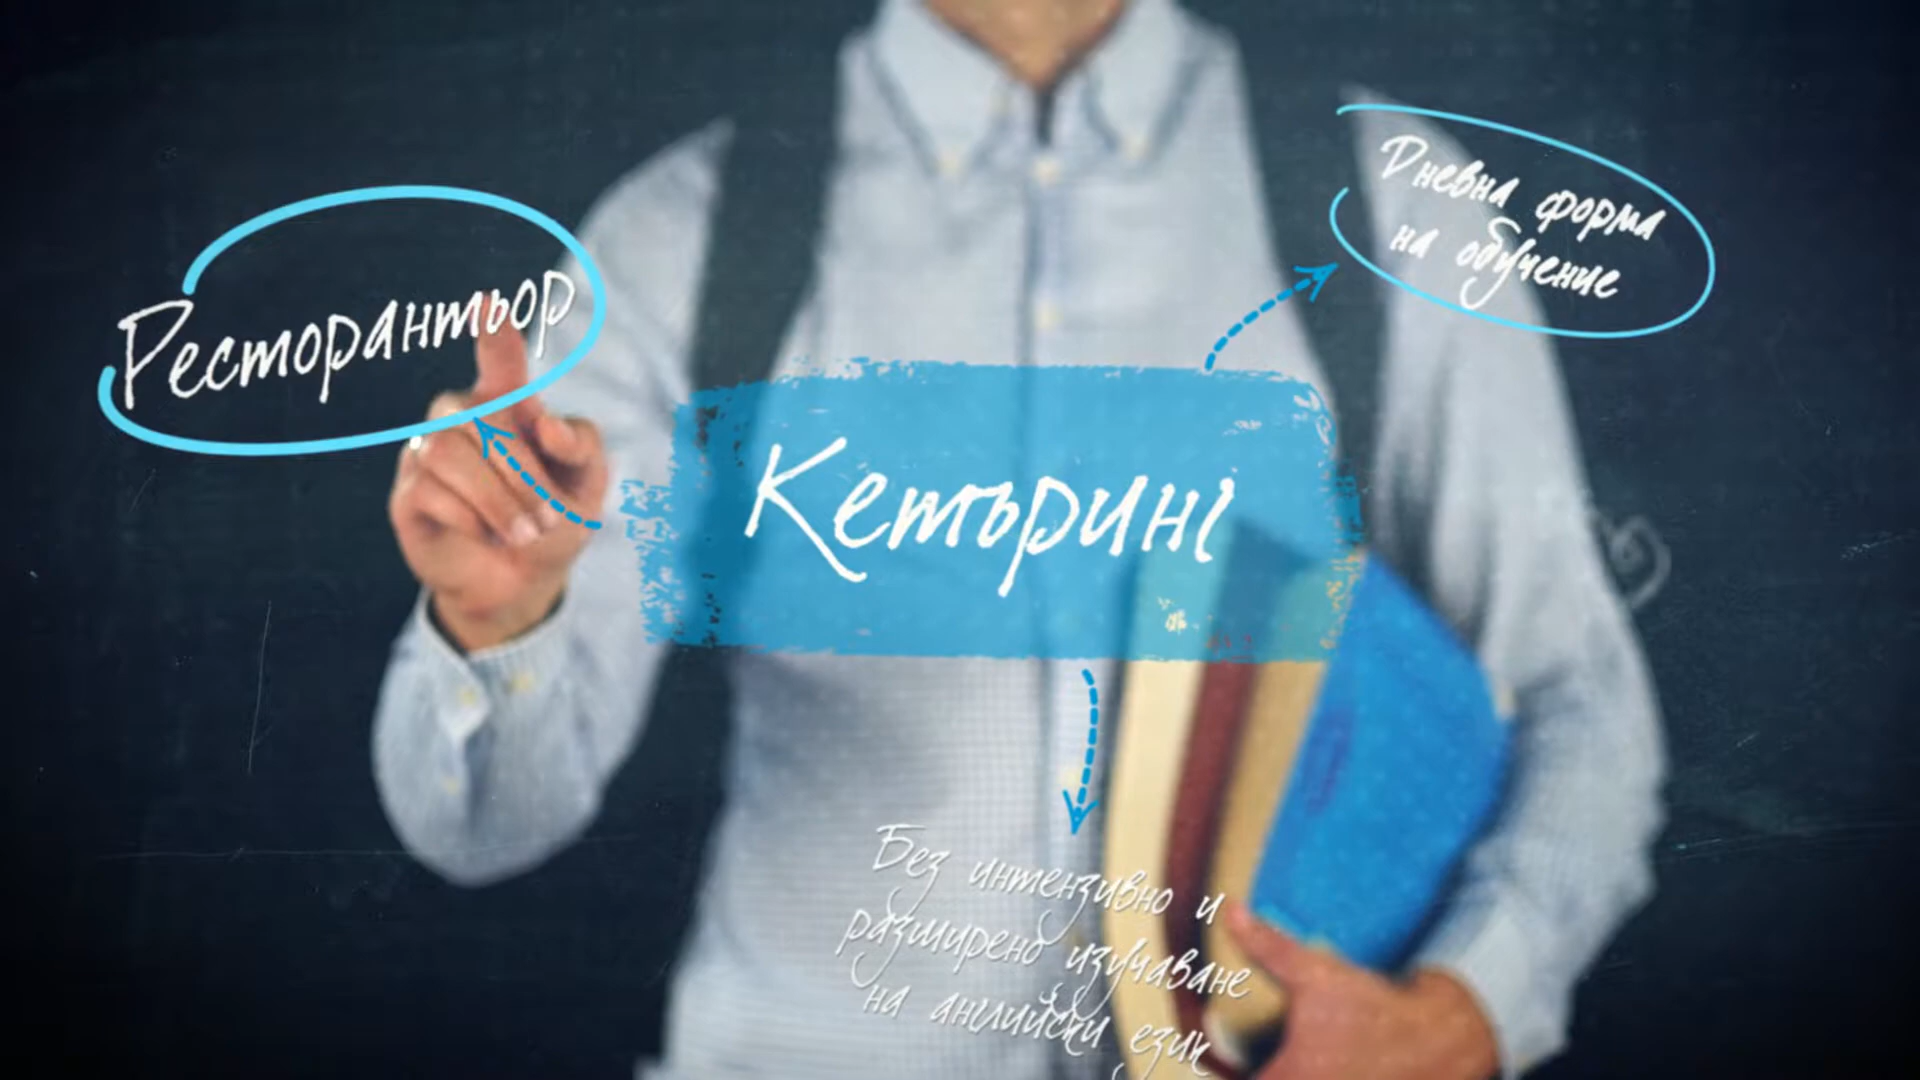 Ресторантьор
Дневна форма
на обучение
Кетъринг
Без интензивно и
разширено изучаване
на английски език